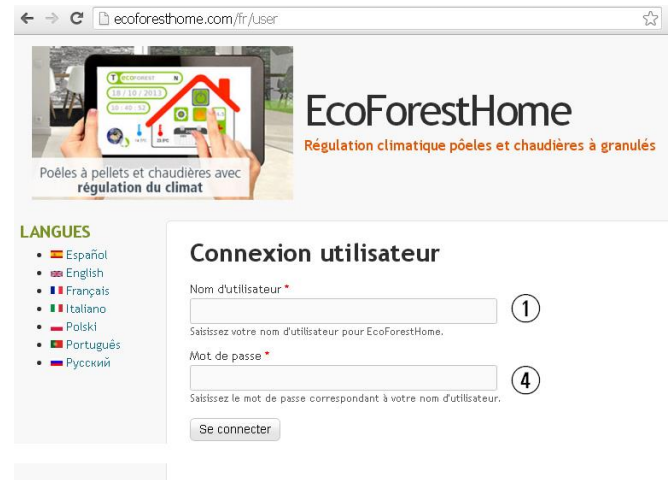 ecoforesthome.com/fr/user
ECOFOREST
N
18 / 10 / 2013
10 : 40 : 52
Poêles à pellets et chaudières avec
régulation du climat
EcoForestHome
Régulation climatique pôeles et chaudières à granulés
LANGUES
Español
English
Français
Italiano
Polski
Português
Русский
Connexion utilisateur
Nom d'utilisateur *
1
Saisissez votre nom d'utilisateur pour EcoForestHome.
Mot de passe *
4
Saisissez le mot de passe correspondant à votre nom d'utilisateur.
Se connecter